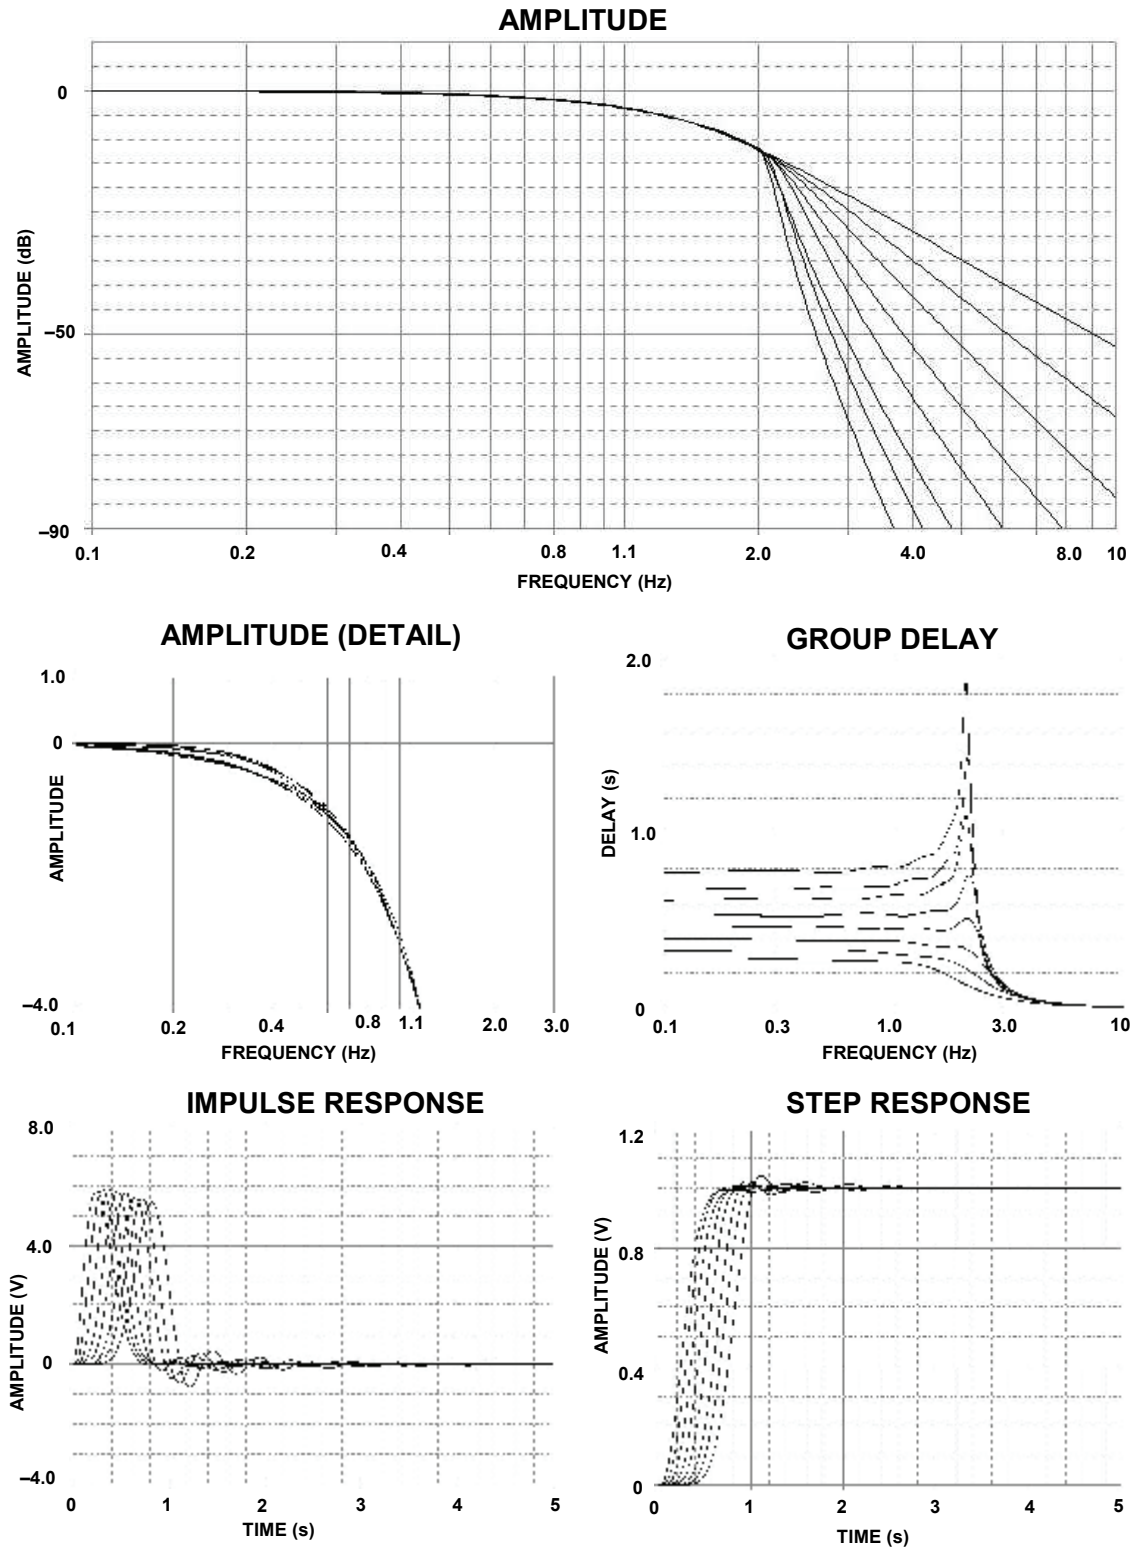 AMPLITUDE
AMPLITUDE (dB)
0
–50
–90
0.1 0.2 0.4 0.8 1.1 2.0 4.0 8.0 10
FREQUENCY (Hz)
AMPLITUDE (DETAIL)
AMPLITUDE
1.0
0
–4.0
0.1 0.2 0.4 0.8 1.1 2.0 3.0
FREQUENCY (Hz)
GROUP DELAY
DELAY (s)
2.0
1.0
0
0.1 0.3 1.0 3.0 10
FREQUENCY (Hz)
IMPULSE RESPONSE
AMPLITUDE (V)
8.0
4.0
0
–4.0
0 1 2 3 4 5
TIME (s)
STEP RESPONSE
AMPLITUDE (V)
1.2
0.8
0.4
0
0 1 2 3 4 5
TIME (s)